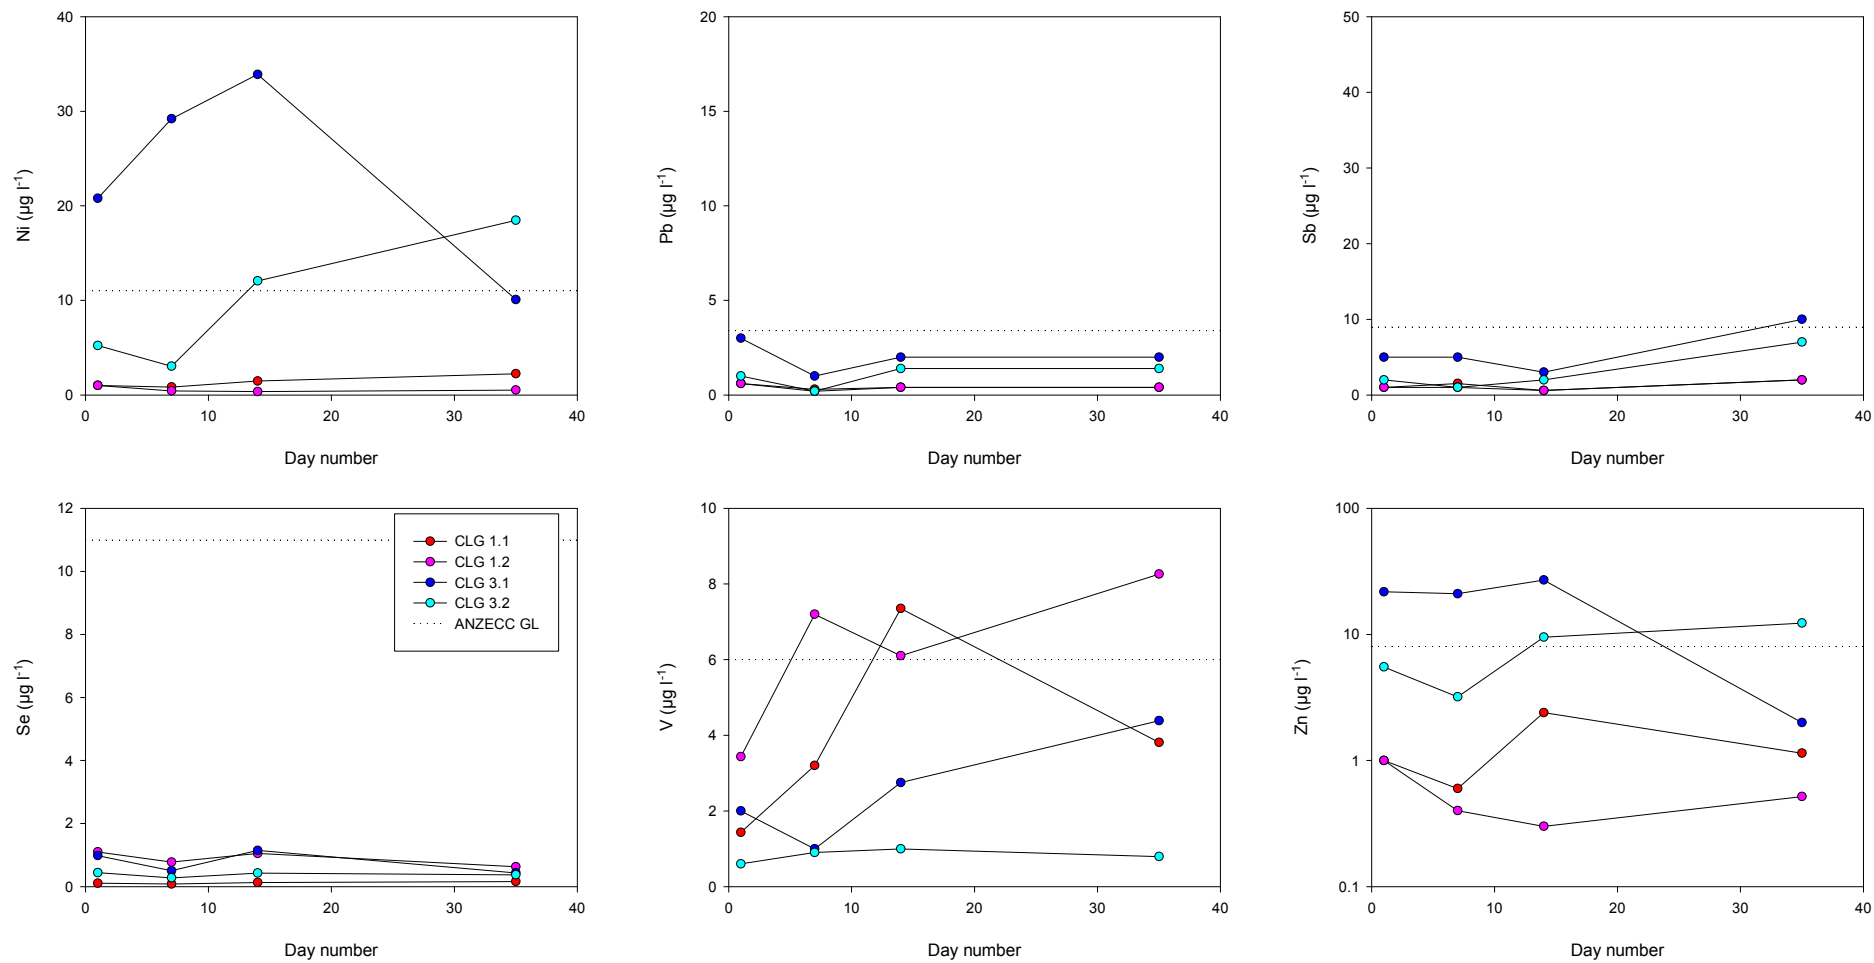 40
30
20
10
0
Ni (µg l⁻¹)
0 10 20 30 40
Day number
20
15
10
5
0
Pb (µg l⁻¹)
0 10 20 30 40
Day number
50
40
30
20
10
0
Sb (µg l⁻¹)
0 10 20 30 40
Day number
12
10
8
6
4
2
0
Se (µg l⁻¹)
CLG 1.1
CLG 1.2
CLG 3.1
CLG 3.2
ANZECC GL
0 10 20 30 40
Day number
10
8
6
4
2
0
V (µg l⁻¹)
0 10 20 30 40
Day number
100
10
1
0.1
Zn (µg l⁻¹)
0 10 20 30 40
Day number